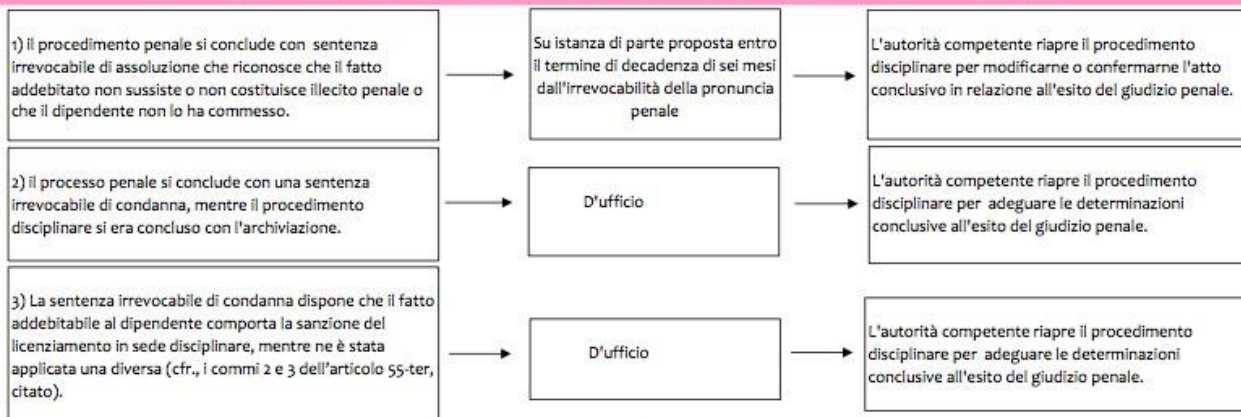 1) il procedimento penale si conclude con sentenza
irrevocabile di assoluzione che riconosce che il fatto
addebitato non sussiste o non costituisce illecito penale o
che il dipendente non lo ha commesso.
Su istanza di parte proposta entro
il termine di decadenza di sei mesi
dall'irrevocabilità della pronuncia
penale
L'autorità competente riapre il procedimento
disciplinare per modificarne o confermarne l'atto
conclusivo in relazione all'esito del giudizio penale.
2) il processo penale si conclude con una sentenza
irrevocabile di condanna, mentre il procedimento
disciplinare si era concluso con l'archiviazione.
D'ufficio
L'autorità competente riapre il procedimento
disciplinare per adeguare le determinazioni
conclusive all'esito del giudizio penale.
3) La sentenza irrevocabile di condanna dispone che il fatto
addebitabile al dipendente comporta la sanzione del
licenziamento in sede disciplinare, mentre ne è stata
applicata una diversa (cfr., i commi 2 e 3 dell'articolo 55-ter,
citato).
D'ufficio
L'autorità competente riapre il procedimento
disciplinare per adeguare le determinazioni
conclusive all'esito del giudizio penale.